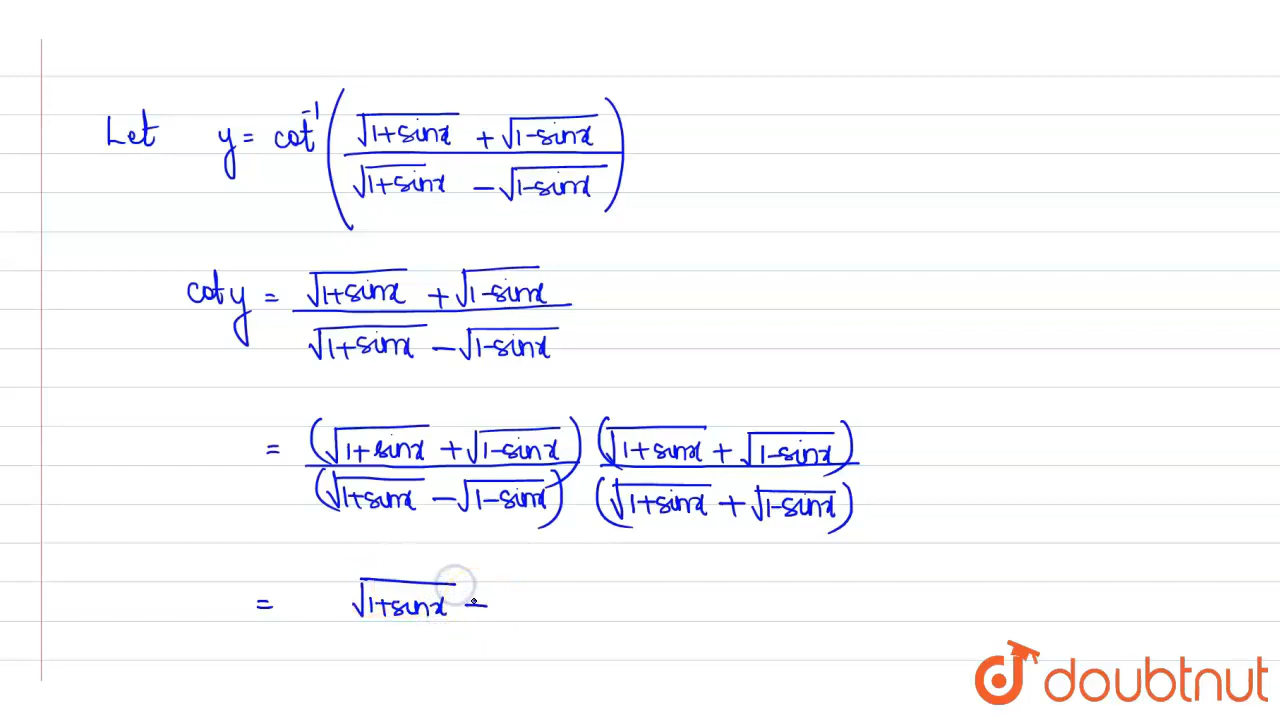 Let y = cot⁻¹ ( (√(1+sinx) + √(1-sinx)) / (√(1+sinx) - √(1-sinx)) )
cot y = (√(1+sinx) + √(1-sinx)) / (√(1+sinx) - √(1-sinx))
= (√(1+sinx) + √(1-sinx)) (√(1+sinx) + √(1-sinx)) / (√(1+sinx) - √(1-sinx)) (√(1+sinx) + √(1-sinx))
= √(1+sinx) -
doubtnut